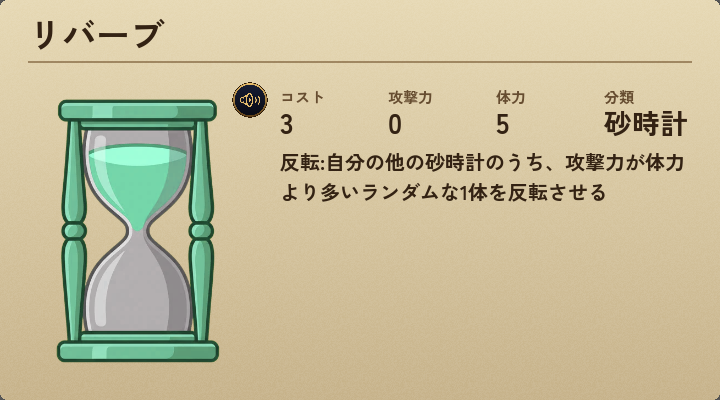 リバーブ
コスト 攻撃力 体力 分類
3 0 5 砂時計
反転:自分の他の砂時計のうち、攻撃力が体力
より多いランダムな1体を反転させる